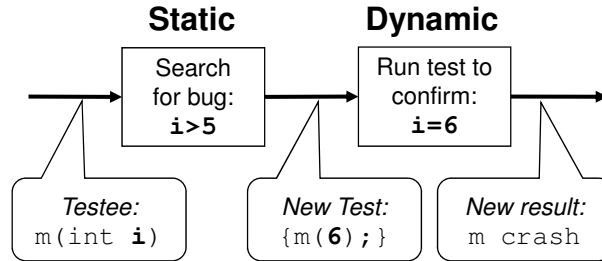 Static
Dynamic
Search
for bug:
i>5
Run test to
confirm:
i=6
Testee:
m(int i)
New Test:
{m(6);}
New result:
m crash